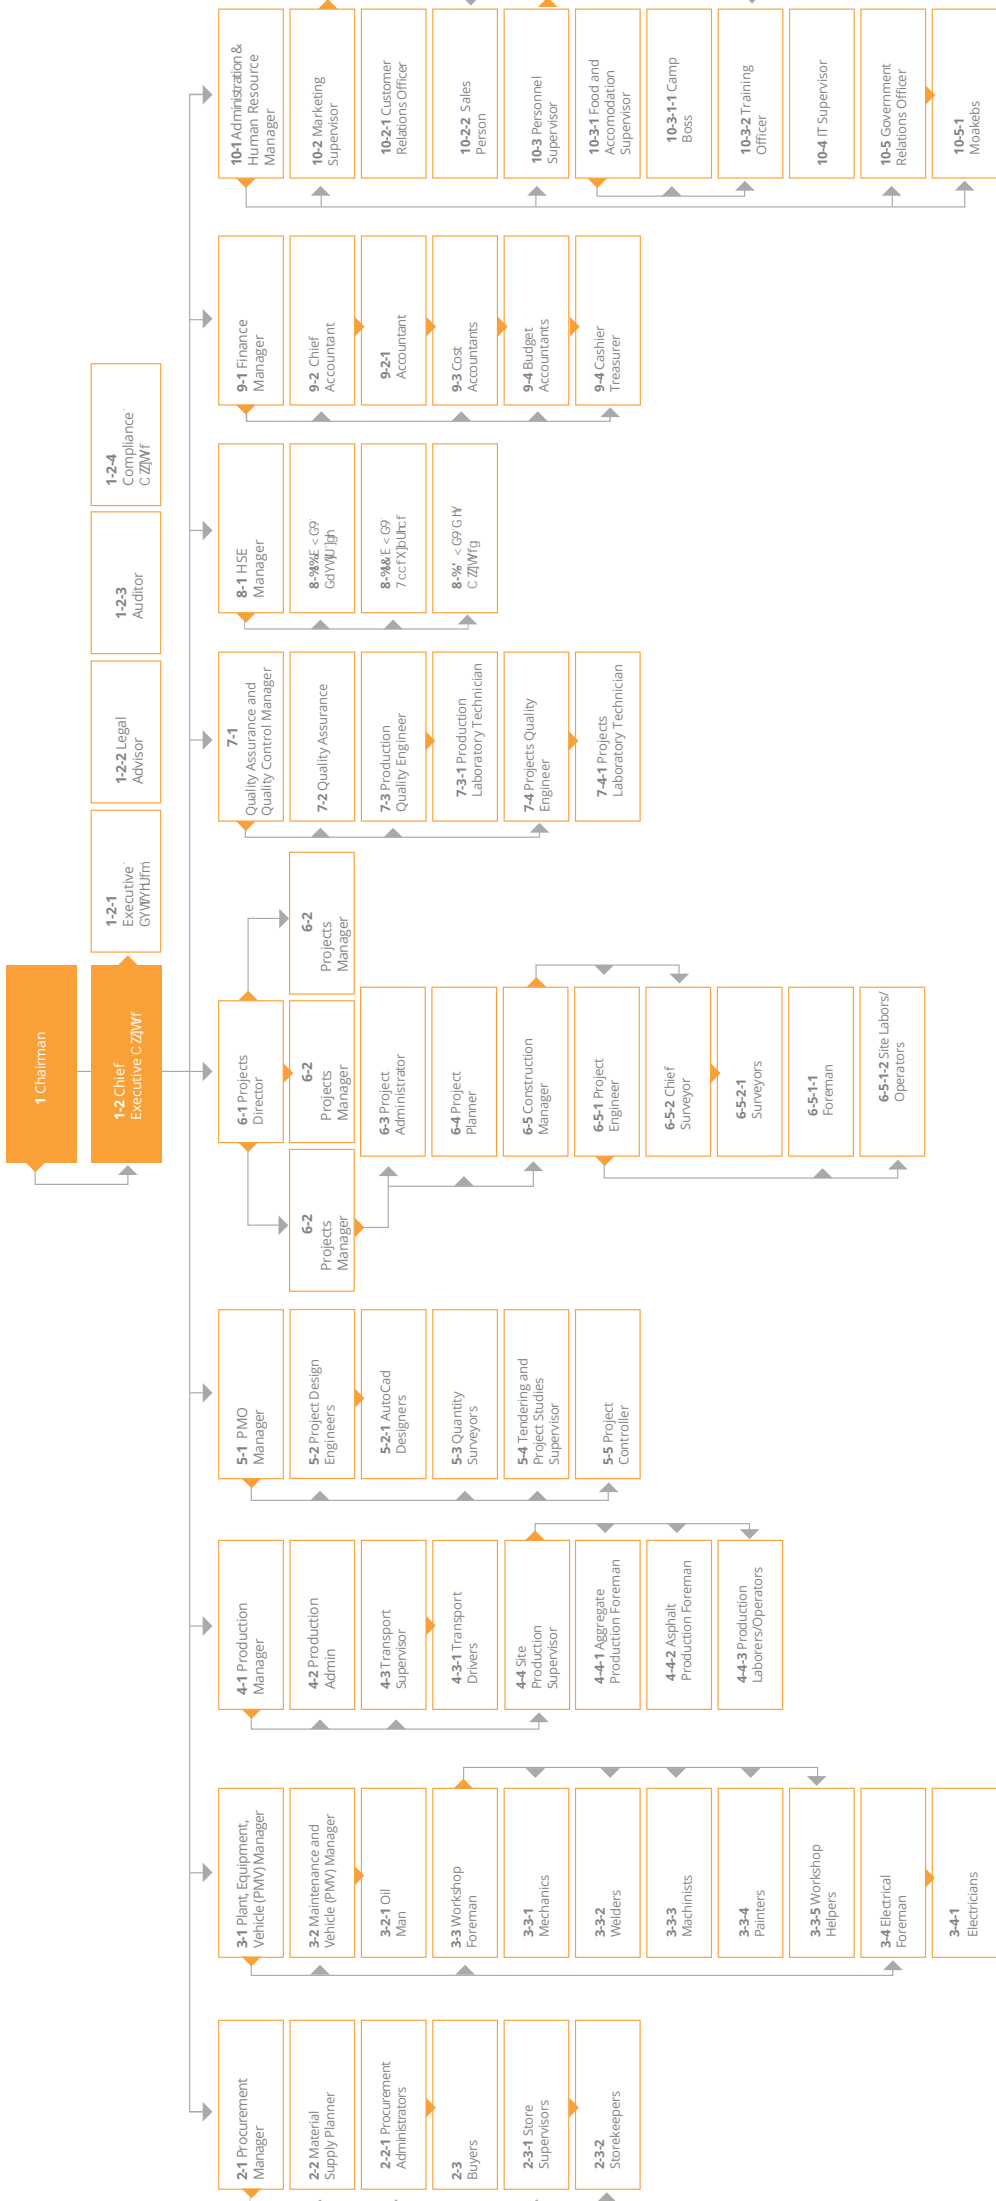 1 Chairman
1-2 Chief
Executive
1-2-1
Executive
1-2-2 Legal
Advisor
1-2-3
Auditor
1-2-4
Compliance
2-1 Procurement
Manager
2-2 Material
Supply Planner
2-2-1 Procurement
Administrators
2-3
Buyers
2-3-1 Store
Supervisors
2-3-2
Storekeepers
3-1 Plant, Equipment,
Vehicle (PMV) Manager
3-2 Maintenance and
Vehicle (PMV) Manager
3-2-1 Oil
Man
3-3 Workshop
Foreman
3-3-1
Mechanics
3-3-2
Welders
3-3-3
Machinists
3-3-4
Painters
3-3-5 Workshop
Helpers
3-4 Electrical
Foreman
3-4-1
Electricians
4-1 Production
Manager
4-2 Production
Admin
4-3 Transport
Supervisor
4-3-1 Transport
Drivers
4-4 Site
Production
Supervisor
4-4-1 Aggregate
Production Foreman
4-4-2 Asphalt
Production Foreman
4-4-3 Production
Laborers/Operators
5-1 PMO
Manager
5-2 Project Design
Engineers
5-2-1 AutoCad
Designers
5-3 Quantity
Surveyors
5-4 Tendering and
Project Studies
Supervisor
5-5 Project
Controller
6-1 Projects
Director
6-2
Projects
Manager
6-2
Projects
Manager
6-2
Projects
Manager
6-3 Project
Administrator
6-4 Project
Planner
6-5 Construction
Manager
6-5-1 Project
Engineer
6-5-2 Chief
Surveyor
6-5-2-1
Surveyors
6-5-1-1
Foreman
6-5-1-2 Site Labors/
Operators
7-1
Quality Assurance and
Quality Control Manager
7-2 Quality Assurance
7-3 Production
Quality Engineer
7-3-1 Production
Laboratory Technician
7-4 Projects Quality
Engineer
7-4-1 Projects
Laboratory Technician
8-1 HSE
Manager
9-1 Finance
Manager
9-2 Chief
Accountant
9-2-1
Accountant
9-3 Cost
Accountants
9-4 Budget
Accountants
9-4 Cashier
Treasurer
10-1 Administration &
Human Resource
Manager
10-2 Marketing
Supervisor
10-2-1 Customer
Relations Officer
10-2-2 Sales
Person
10-3 Personnel
Supervisor
10-3-1 Food and
Accomodation
Supervisor
10-3-1-1 Camp
Boss
10-3-2 Training
Officer
10-4 IT Supervisor
10-5 Government
Relations Officer
10-5-1
Moakebs